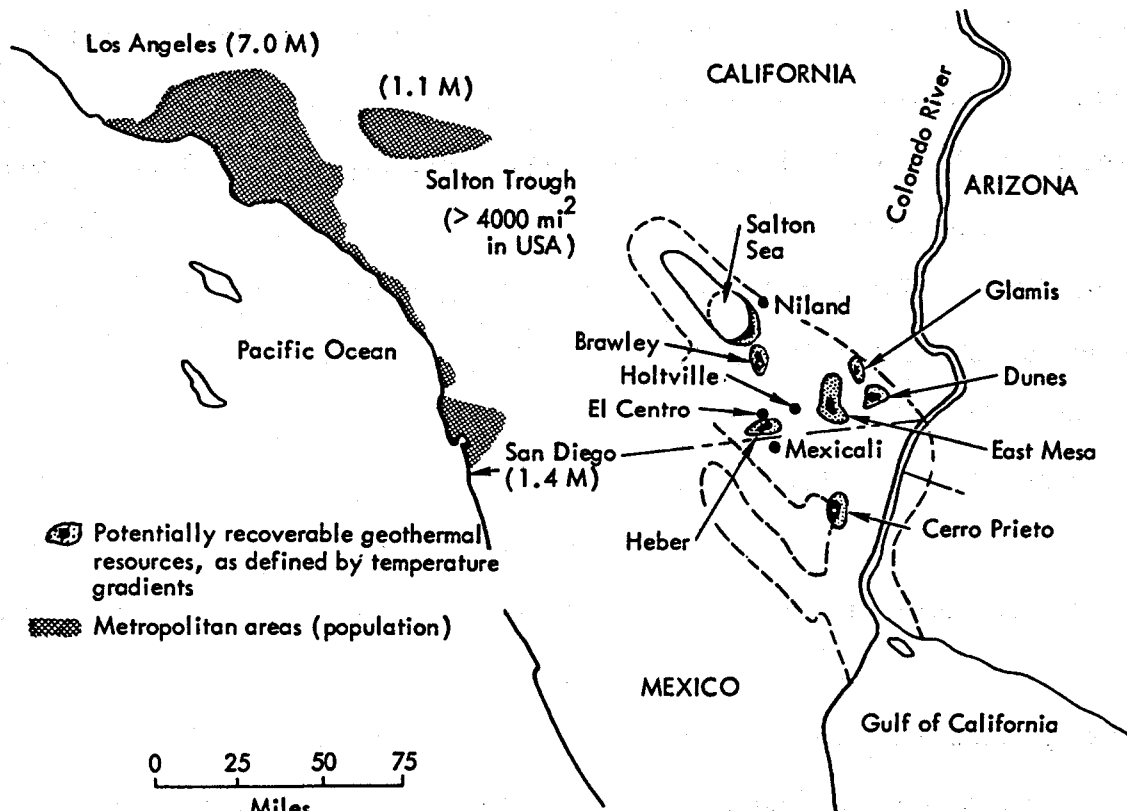 Los Angeles (7.0 M)
(1.1 M)
CALIFORNIA
Colorado River
ARIZONA
Salton Trough
(> 4000 mi²
in USA)
Salton
Sea
Niland
Glamis
Pacific Ocean
Brawley
Holtville
Dunes
El Centro
San Diego
(1.4 M)
Mexicali
East Mesa
Heber
Cerro Prieto
Potentially recoverable geothermal
resources, as defined by temperature
gradients
Metropolitan areas (population)
MEXICO
Gulf of California
0 25 50 75
Miles